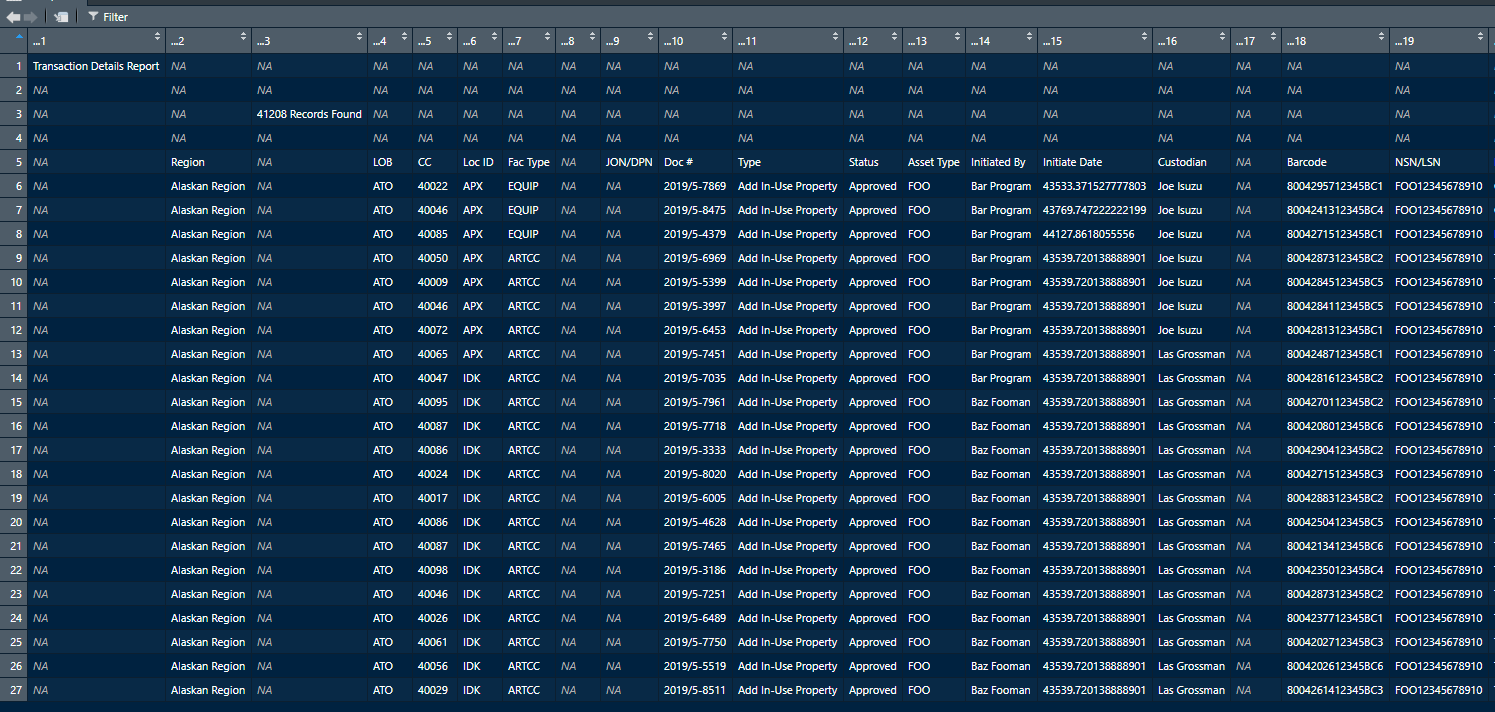 Filter
...1 ...2 ...3 ...4 ...5 ...6 ...7 ...8 ...9 ...10 ...11 ...12 ...13 ...14 ...15 ...16 ...17 ...18 ...19
1 Transaction Details Report NA NA NA NA NA NA NA NA NA NA NA NA NA NA NA NA NA NA
2 NA NA NA NA NA NA NA NA NA NA NA NA NA NA NA NA NA NA NA
3 NA NA 41208 Records Found NA NA NA NA NA NA NA NA NA NA NA NA NA NA NA NA
4 NA NA NA NA NA NA NA NA NA NA NA NA NA NA NA NA NA NA NA
5 NA Region NA LOB CC Loc ID Fac Type NA JON/DPN Doc # Type Status Asset Type Initiated By Initiate Date Custodian NA Barcode NSN/LSN
6 NA Alaskan Region NA ATO 40022 APX EQUIP NA NA 2019/5-7869 Add In-Use Property Approved FOO Bar Program 43533.371527777803 Joe Isuzu NA 8004295712345BC1 FOO12345678910
7 NA Alaskan Region NA ATO 40046 APX EQUIP NA NA 2019/5-8475 Add In-Use Property Approved FOO Bar Program 43769.747222222199 Joe Isuzu NA 8004241312345BC4 FOO12345678910
8 NA Alaskan Region NA ATO 40085 APX EQUIP NA NA 2019/5-4379 Add In-Use Property Approved FOO Bar Program 44127.8618055556 Joe Isuzu NA 8004271512345BC1 FOO12345678910
9 NA Alaskan Region NA ATO 40050 APX ARTCC NA NA 2019/5-6969 Add In-Use Property Approved FOO Bar Program 43539.720138888901 Joe Isuzu NA 8004287312345BC2 FOO12345678910
10 NA Alaskan Region NA ATO 40009 APX ARTCC NA NA 2019/5-5399 Add In-Use Property Approved FOO Bar Program 43539.720138888901 Joe Isuzu NA 8004284512345BC5 FOO12345678910
11 NA Alaskan Region NA ATO 40046 APX ARTCC NA NA 2019/5-3997 Add In-Use Property Approved FOO Bar Program 43539.720138888901 Joe Isuzu NA 8004284112345BC5 FOO12345678910
12 NA Alaskan Region NA ATO 40072 APX ARTCC NA NA 2019/5-6453 Add In-Use Property Approved FOO Bar Program 43539.720138888901 Joe Isuzu NA 8004281312345BC1 FOO12345678910
13 NA Alaskan Region NA ATO 40065 APX ARTCC NA NA 2019/5-7451 Add In-Use Property Approved FOO Bar Program 43539.720138888901 Las Grossman NA 8004248712345BC1 FOO12345678910
14 NA Alaskan Region NA ATO 40047 IDK ARTCC NA NA 2019/5-7035 Add In-Use Property Approved FOO Bar Program 43539.720138888901 Las Grossman NA 8004281612345BC2 FOO12345678910
15 NA Alaskan Region NA ATO 40095 IDK ARTCC NA NA 2019/5-7961 Add In-Use Property Approved FOO Baz Fooman 43539.720138888901 Las Grossman NA 8004270112345BC2 FOO12345678910
16 NA Alaskan Region NA ATO 40087 IDK ARTCC NA NA 2019/5-7718 Add In-Use Property Approved FOO Baz Fooman 43539.720138888901 Las Grossman NA 8004208012345BC6 FOO12345678910
17 NA Alaskan Region NA ATO 40086 IDK ARTCC NA NA 2019/5-3333 Add In-Use Property Approved FOO Baz Fooman 43539.720138888901 Las Grossman NA 8004290412345BC2 FOO12345678910
18 NA Alaskan Region NA ATO 40024 IDK ARTCC NA NA 2019/5-8020 Add In-Use Property Approved FOO Baz Fooman 43539.720138888901 Las Grossman NA 8004271512345BC3 FOO12345678910
19 NA Alaskan Region NA ATO 40017 IDK ARTCC NA NA 2019/5-6005 Add In-Use Property Approved FOO Baz Fooman 43539.720138888901 Las Grossman NA 8004288312345BC2 FOO12345678910
20 NA Alaskan Region NA ATO 40086 IDK ARTCC NA NA 2019/5-4628 Add In-Use Property Approved FOO Baz Fooman 43539.720138888901 Las Grossman NA 8004250412345BC5 FOO12345678910
21 NA Alaskan Region NA ATO 40087 IDK ARTCC NA NA 2019/5-7465 Add In-Use Property Approved FOO Baz Fooman 43539.720138888901 Las Grossman NA 8004213412345BC6 FOO12345678910
22 NA Alaskan Region NA ATO 40098 IDK ARTCC NA NA 2019/5-3186 Add In-Use Property Approved FOO Baz Fooman 43539.720138888901 Las Grossman NA 8004235012345BC4 FOO12345678910
23 NA Alaskan Region NA ATO 40046 IDK ARTCC NA NA 2019/5-7251 Add In-Use Property Approved FOO Baz Fooman 43539.720138888901 Las Grossman NA 8004287312345BC2 FOO12345678910
24 NA Alaskan Region NA ATO 40026 IDK ARTCC NA NA 2019/5-6489 Add In-Use Property Approved FOO Baz Fooman 43539.720138888901 Las Grossman NA 8004237712345BC1 FOO12345678910
25 NA Alaskan Region NA ATO 40061 IDK ARTCC NA NA 2019/5-7750 Add In-Use Property Approved FOO Baz Fooman 43539.720138888901 Las Grossman NA 8004202712345BC3 FOO12345678910
26 NA Alaskan Region NA ATO 40056 IDK ARTCC NA NA 2019/5-5519 Add In-Use Property Approved FOO Baz Fooman 43539.720138888901 Las Grossman NA 8004202612345BC6 FOO12345678910
27 NA Alaskan Region NA ATO 40029 IDK ARTCC NA NA 2019/5-8511 Add In-Use Property Approved FOO Baz Fooman 43539.720138888901 Las Grossman NA 8004261412345BC3 FOO12345678910